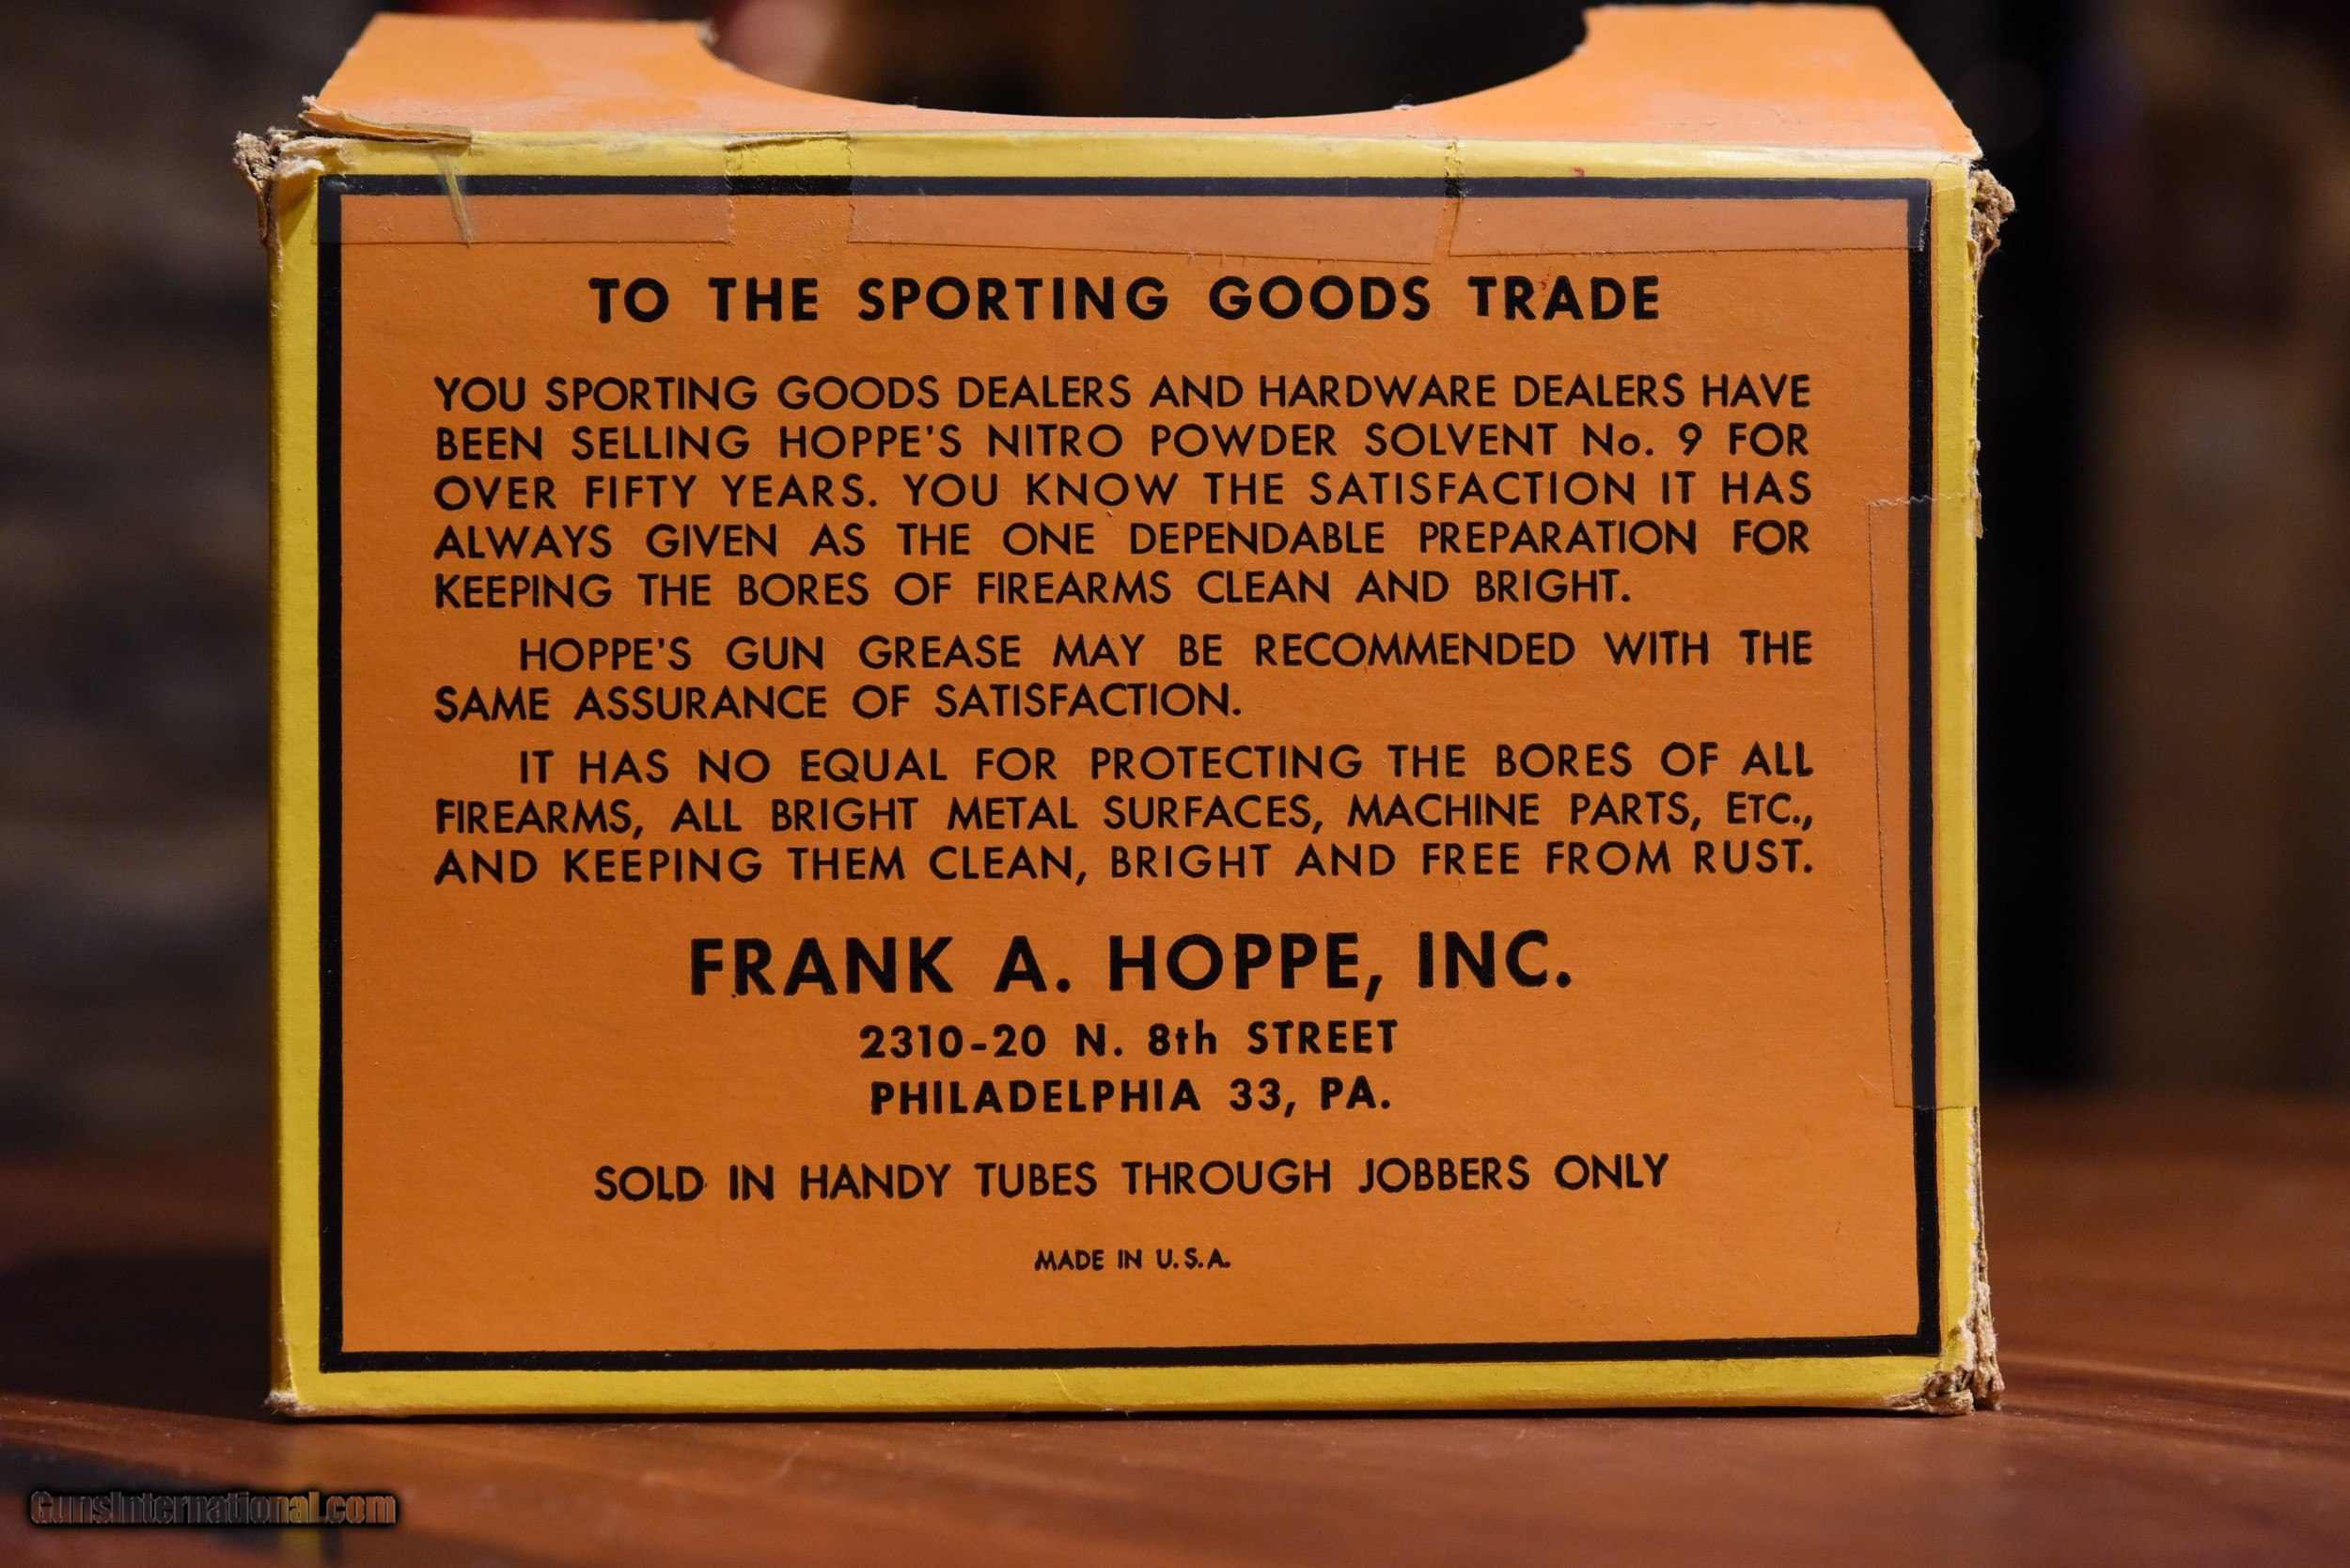 TO THE SPORTING GOODS TRADE
YOU SPORTING GOODS DEALERS AND HARDWARE DEALERS HAVE
BEEN SELLING HOPPE'S NITRO POWDER SOLVENT No. 9 FOR
OVER FIFTY YEARS. YOU KNOW THE SATISFACTION IT HAS
ALWAYS GIVEN AS THE ONE DEPENDABLE PREPARATION FOR
KEEPING THE BORES OF FIREARMS CLEAN AND BRIGHT.
HOPPE'S GUN GREASE MAY BE RECOMMENDED WITH THE
SAME ASSURANCE OF SATISFACTION.
IT HAS NO EQUAL FOR PROTECTING THE BORES OF ALL
FIREARMS, ALL BRIGHT METAL SURFACES, MACHINE PARTS, ETC.,
AND KEEPING THEM CLEAN, BRIGHT AND FREE FROM RUST.
FRANK A. HOPPE, INC.
2310-20 N. 8th STREET
PHILADELPHIA 33, PA.
SOLD IN HANDY TUBES THROUGH JOBBERS ONLY
MADE IN U.S.A.
GunsInternational.com